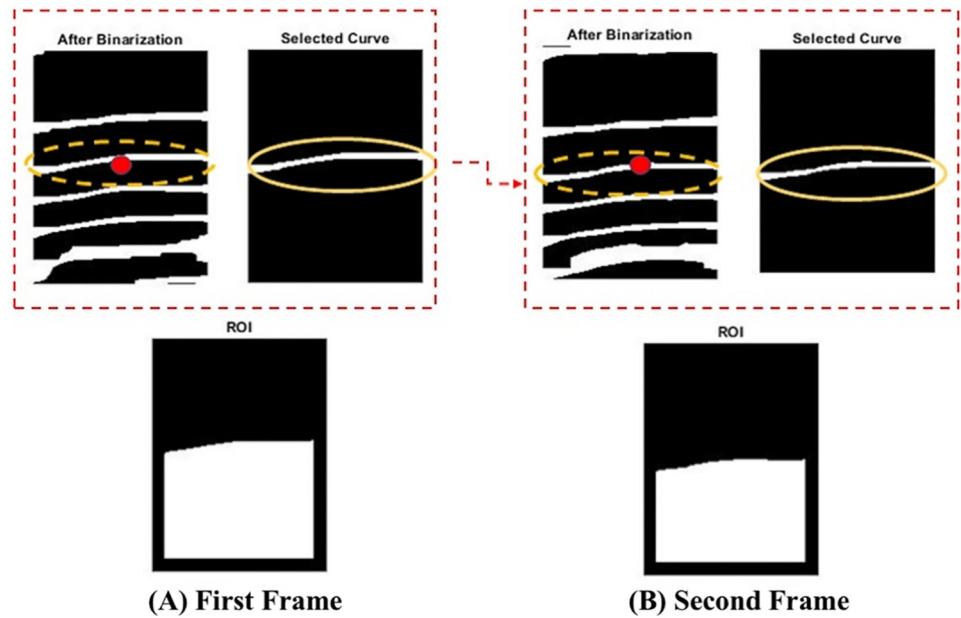 After Binarization
Selected Curve
After Binarization
Selected Curve
ROI
ROI
(A) First Frame
(B) Second Frame